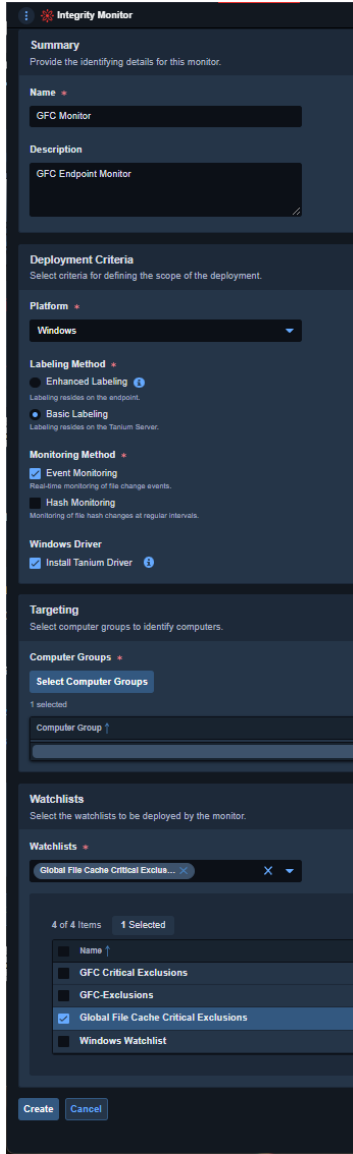 Integrity Monitor
Summary
Provide the identifying details for this monitor.
Name *
GFC Monitor
Description
GFC Endpoint Monitor
Deployment Criteria
Select criteria for defining the scope of the deployment.
Platform *
Windows
Labeling Method *
Enhanced Labeling
Labeling resides on the endpoint.
Basic Labeling
Labeling resides on the Tanium Server.
Monitoring Method *
Event Monitoring
Real-time monitoring of file change events.
Hash Monitoring
Monitoring of file hash changes at regular intervals.
Windows Driver
Install Tanium Driver
Targeting
Select computer groups to identify computers.
Computer Groups *
Select Computer Groups
1 selected
Computer Group ↑
Watchlists
Select the watchlists to be deployed by the monitor.
Watchlists *
Global File Cache Critical Exclus...
4 of 4 Items 1 Selected
Name ↑
GFC Critical Exclusions
GFC-Exclusions
Global File Cache Critical Exclusions
Windows Watchlist
Create Cancel